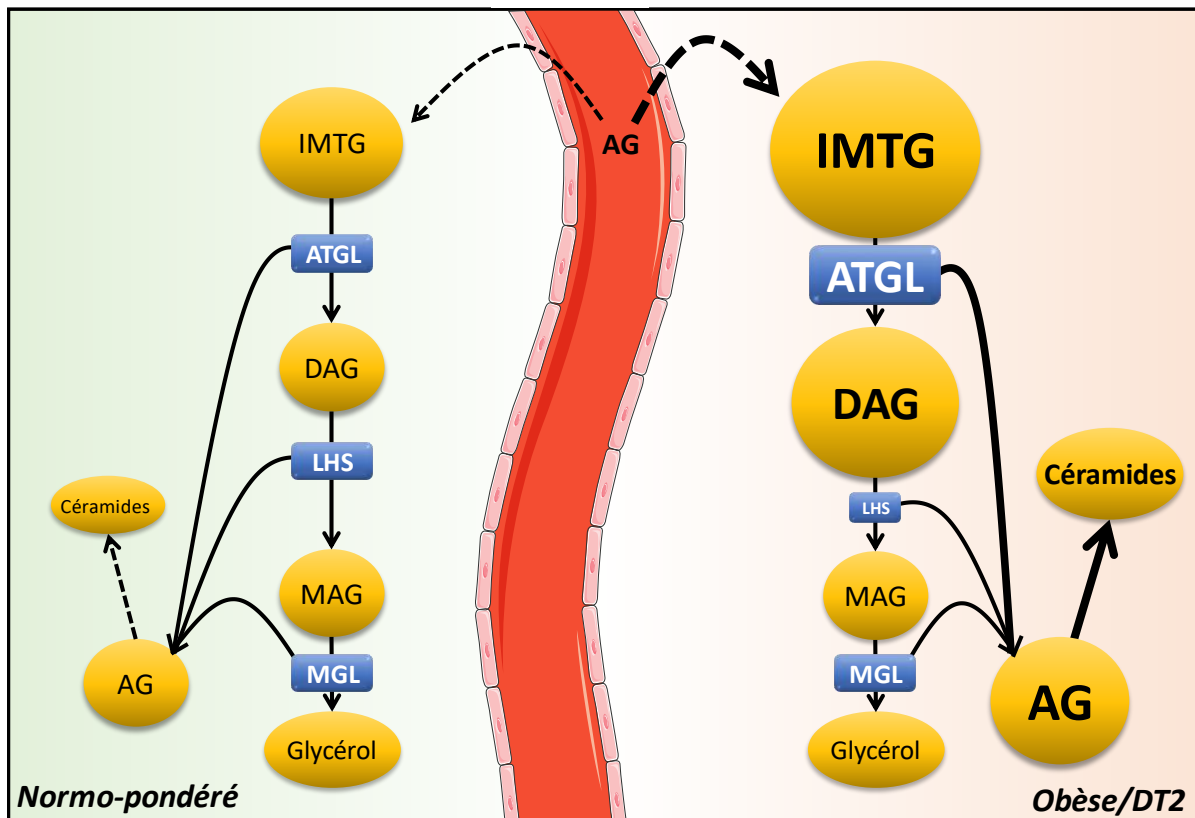 AG
IMTG
ATGL
DAG
LHS
Céramides
MAG
AG
MGL
Glycérol
Normo-pondéré
IMTG
ATGL
DAG
Céramides
LHS
MAG
MGL
AG
Glycérol
Obèse/DT2